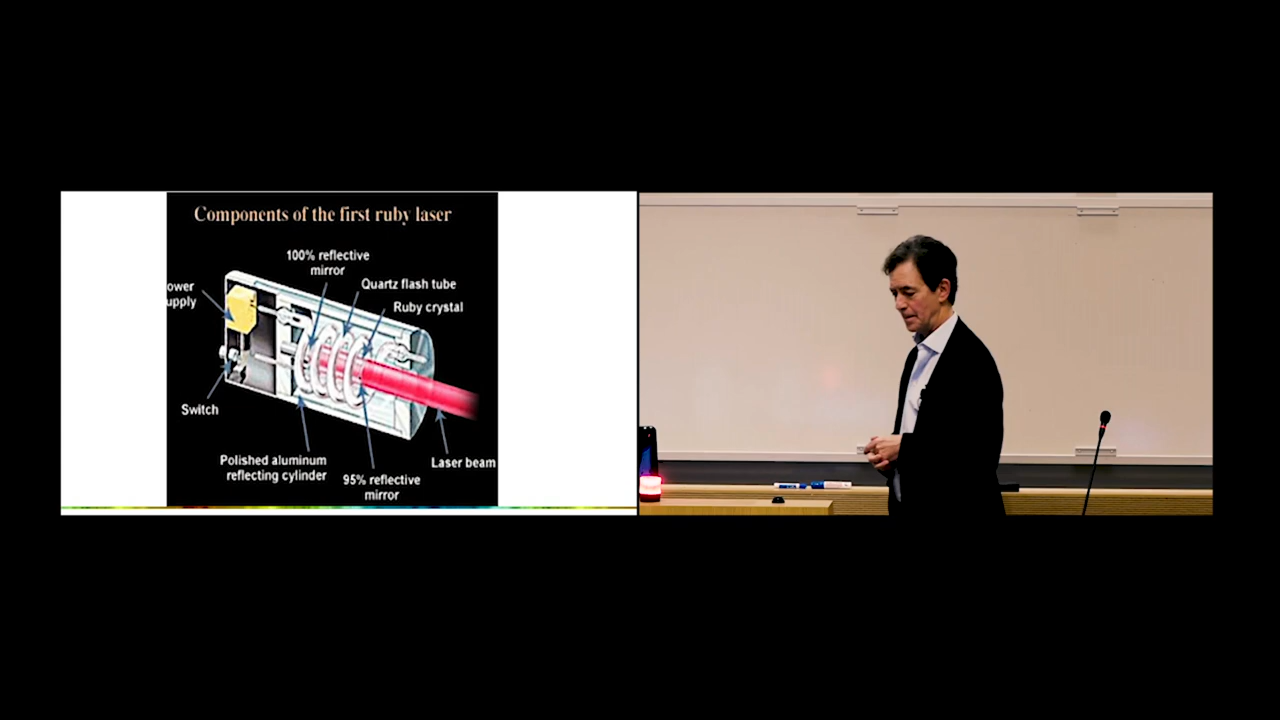 Components of the first ruby laser
100% reflective
mirror
Quartz flash tube
Ruby crystal
ower
upply
Switch
Polished aluminum
reflecting cylinder
95% reflective
mirror
Laser beam